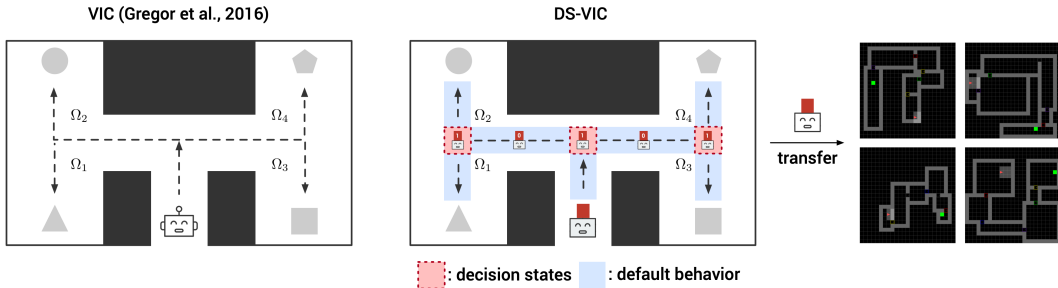 VIC (Gregor et al., 2016)
DS-VIC
Ω2
Ω4
Ω1
Ω3
Ω2
Ω4
1
0
1
0
1
Ω1
Ω3
transfer
: decision states
: default behavior